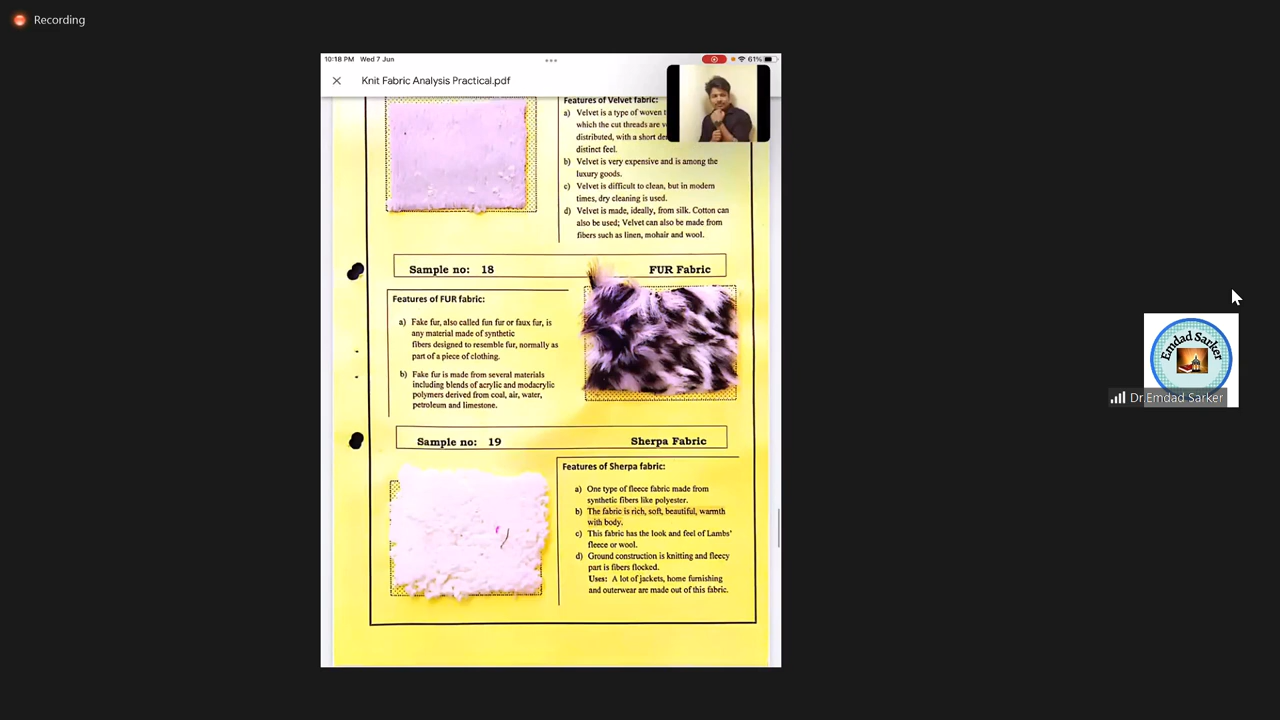 Recording
10:18 PM Wed 7 Jun
61%
Knit Fabric Analysis Practical.pdf
Features of Velvet fabric:
a) Velvet is a type of woven
which the cut threads are
distributed, with a short
distinct feel.
b) Velvet is very expensive and is among the
luxury goods.
c) Velvet is difficult to clean, but in modern
times, dry cleaning is used.
d) Velvet is made, ideally, from silk. Cotton can
also be used; Velvet can also be made from
fibers such as linen, mohair and wool.
Sample no: 18 FUR Fabric
Features of FUR fabric:
a) Fake fur, also called fun fur or faux fur, is
any material made of synthetic
fibers designed to resemble fur, normally as
part of a piece of clothing.
b) Fake fur is made from several materials
including blends of acrylic and modacrylic
polymers derived from coal, air, water,
petroleum and limestone.
Sample no: 19 Sherpa Fabric
Features of Sherpa fabric:
a) One type of fleece fabric made from
synthetic fibers like polyester.
b) The fabric is rich, soft, beautiful, warmth
with body.
c) This fabric has the look and feel of Lambs'
fleece or wool.
d) Ground construction is knitting and fleecy
part is fibers flocked.
Uses: A lot of jackets, home furnishing
and outerwear are made out of this fabric.
Emdad Sarker
Dr.Emdad Sarker